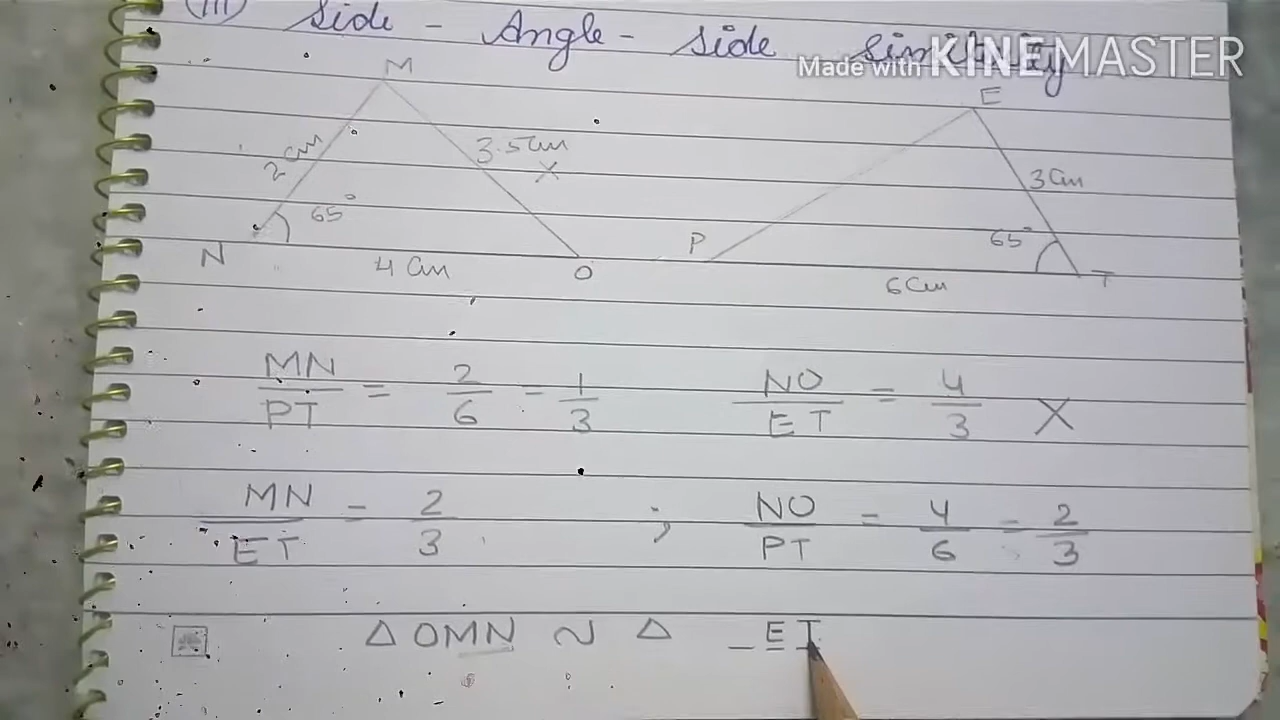 (iii) Side - Angle - Side Similarity
Made with KINEMASTER
M
E
2 cm
3.5cm
X
3 cm
65°
65°
N
4 cm
O
P
6 cm
T
MN/PT = 2/6 = 1/3 NO/ET = 4/3 X
MN/ET = 2/3 ; NO/PT = 4/6 = 2/3
△ OMN ~ △ _ET